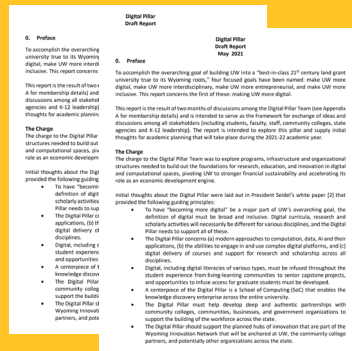 Digital Pillar
Draft Report
0. Preface
To accomplish the overarching
university true to its Wyoming
digital, make UW more interdi
inclusive. This report concerns
This report is the result of two m
A for membership details) and
discussions among all stakehol
agencies and K-12 leadership)
thoughts for academic plannin
The Charge
The charge to the Digital Pillar
structures needed to build out
and computational spaces, piv
role as an economic developm
Initial thoughts about the Digi
provided the following guiding
• To have "becomin
definition of digit
scholarly activities
Pillar needs to sup
• The Digital Pillar co
applications, (b) th
digital delivery of
disciplines.
• Digital, including d
student experienc
and opportunities
• A centerpiece of t
knowledge discov
• The Digital Pillar
community colleg
support the buildin
• The Digital Pillar sh
Wyoming Innovati
partners, and pote
Digital Pillar
Draft Report
May 2021
0. Preface
To accomplish the overarching goal of building UW into a "best-in-class 21st century land grant
university true to its Wyoming roots," four focused goals have been named: make UW more
digital, make UW more interdisciplinary, make UW more entrepreneurial, and make UW more
inclusive. This report concerns the first of these: making UW more digital.
This report is the result of two months of discussions among the Digital Pillar Team (see Appendix
A for membership details) and is intended to serve as the framework for exchange of ideas and
discussions among all stakeholders (including students, faculty, staff, community colleges, state
agencies and K-12 leadership). The report is intended to explore this pillar and supply initial
thoughts for academic planning that will take place during the 2021-22 academic year.
The Charge
The charge to the Digital Pillar Team was to explore programs, infrastructure and organizational
structures needed to build out the foundations for research, education, and innovation in digital
and computational spaces, pivoting UW to stronger financial sustainability and accelerating its
role as an economic development engine.
Initial thoughts about the Digital Pillar were laid out in President Seidel's white paper [2] that
provided the following guiding principles:
• To have "becoming more digital" be a major part of UW's overarching goal, the
definition of digital must be broad and inclusive. Digital curricula, research and
scholarly activities will necessarily be different for various disciplines, and the Digital
Pillar needs to support all of these.
• The Digital Pillar concerns (a) modern approaches to computation, data, AI and their
applications, (b) the abilities to engage in and use complex digital platforms, and (c)
digital delivery of courses and support for research and scholarship across all
disciplines.
• Digital, including digital literacies of various types, must be infused throughout the
student experience from living-learning communities to senior capstone projects,
and opportunities to infuse access for graduate students must be developed.
• A centerpiece of the Digital Pillar is a School of Computing (SoC) that enables the
knowledge discovery enterprise across the entire university.
• The Digital Pillar must help develop deep and authentic partnerships with
community colleges, communities, businesses, and government organizations to
support the building of the workforce across the state.
• The Digital Pillar should support the planned hubs of innovation that are part of the
Wyoming Innovation Network that will be anchored at UW, the community college
partners, and potentially other organizations across the state.